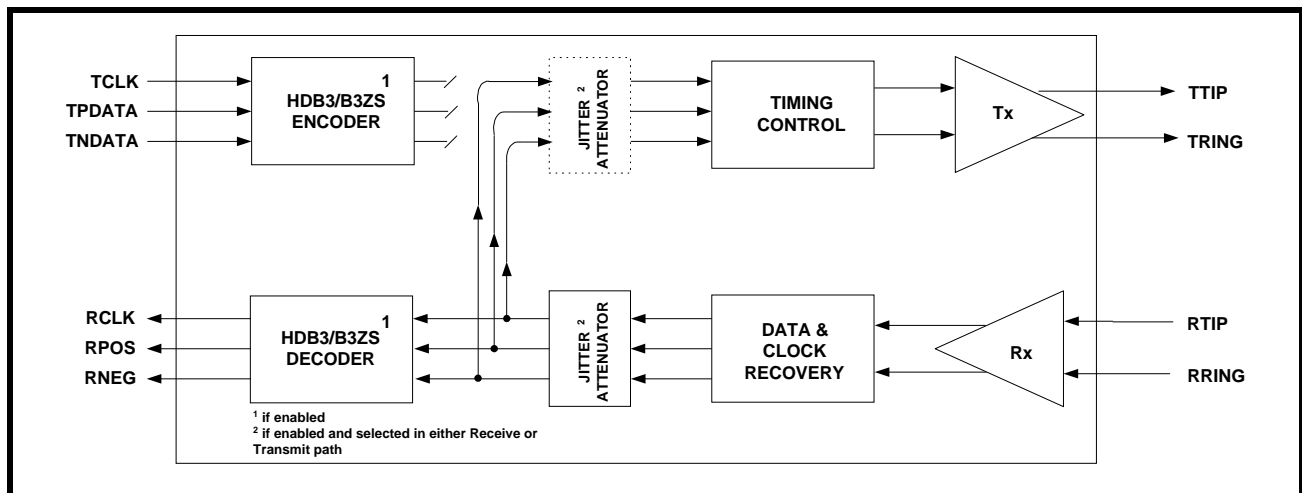 TCLK
TPDATA
TNDATA
HDB3/B3ZS 1
ENCODER
JITTER 2
ATTENUATOR
TIMING
CONTROL
Tx
TTIP
TRING
RCLK
RPOS
RNEG
HDB3/B3ZS 1
DECODER
JITTER 2
ATTENUATOR
DATA &
CLOCK
RECOVERY
Rx
RTIP
RRING
1 if enabled
2 if enabled and selected in either Receive or
Transmit path